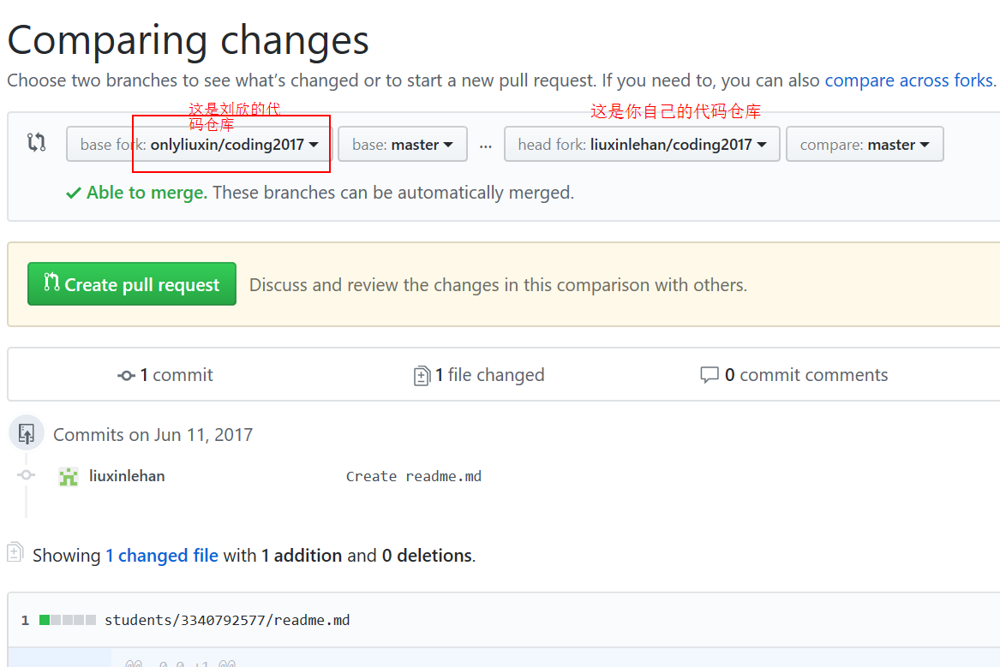 Comparing changes
Choose two branches to see what’s changed or to start a new pull request. If you need to, you can also compare across forks.
这是刘欣的代
码仓库
这是你自己的代码仓库
base fork: onlyliuxin/coding2017 base: master ... head fork: liuxinlehan/coding2017 compare: master
Able to merge. These branches can be automatically merged.
Create pull request Discuss and review the changes in this comparison with others.
1 commit 1 file changed 0 commit comments
Commits on Jun 11, 2017
liuxinlehan Create readme.md
Showing 1 changed file with 1 addition and 0 deletions.
1 students/3340792577/readme.md
@@ -0,0 +1 @@